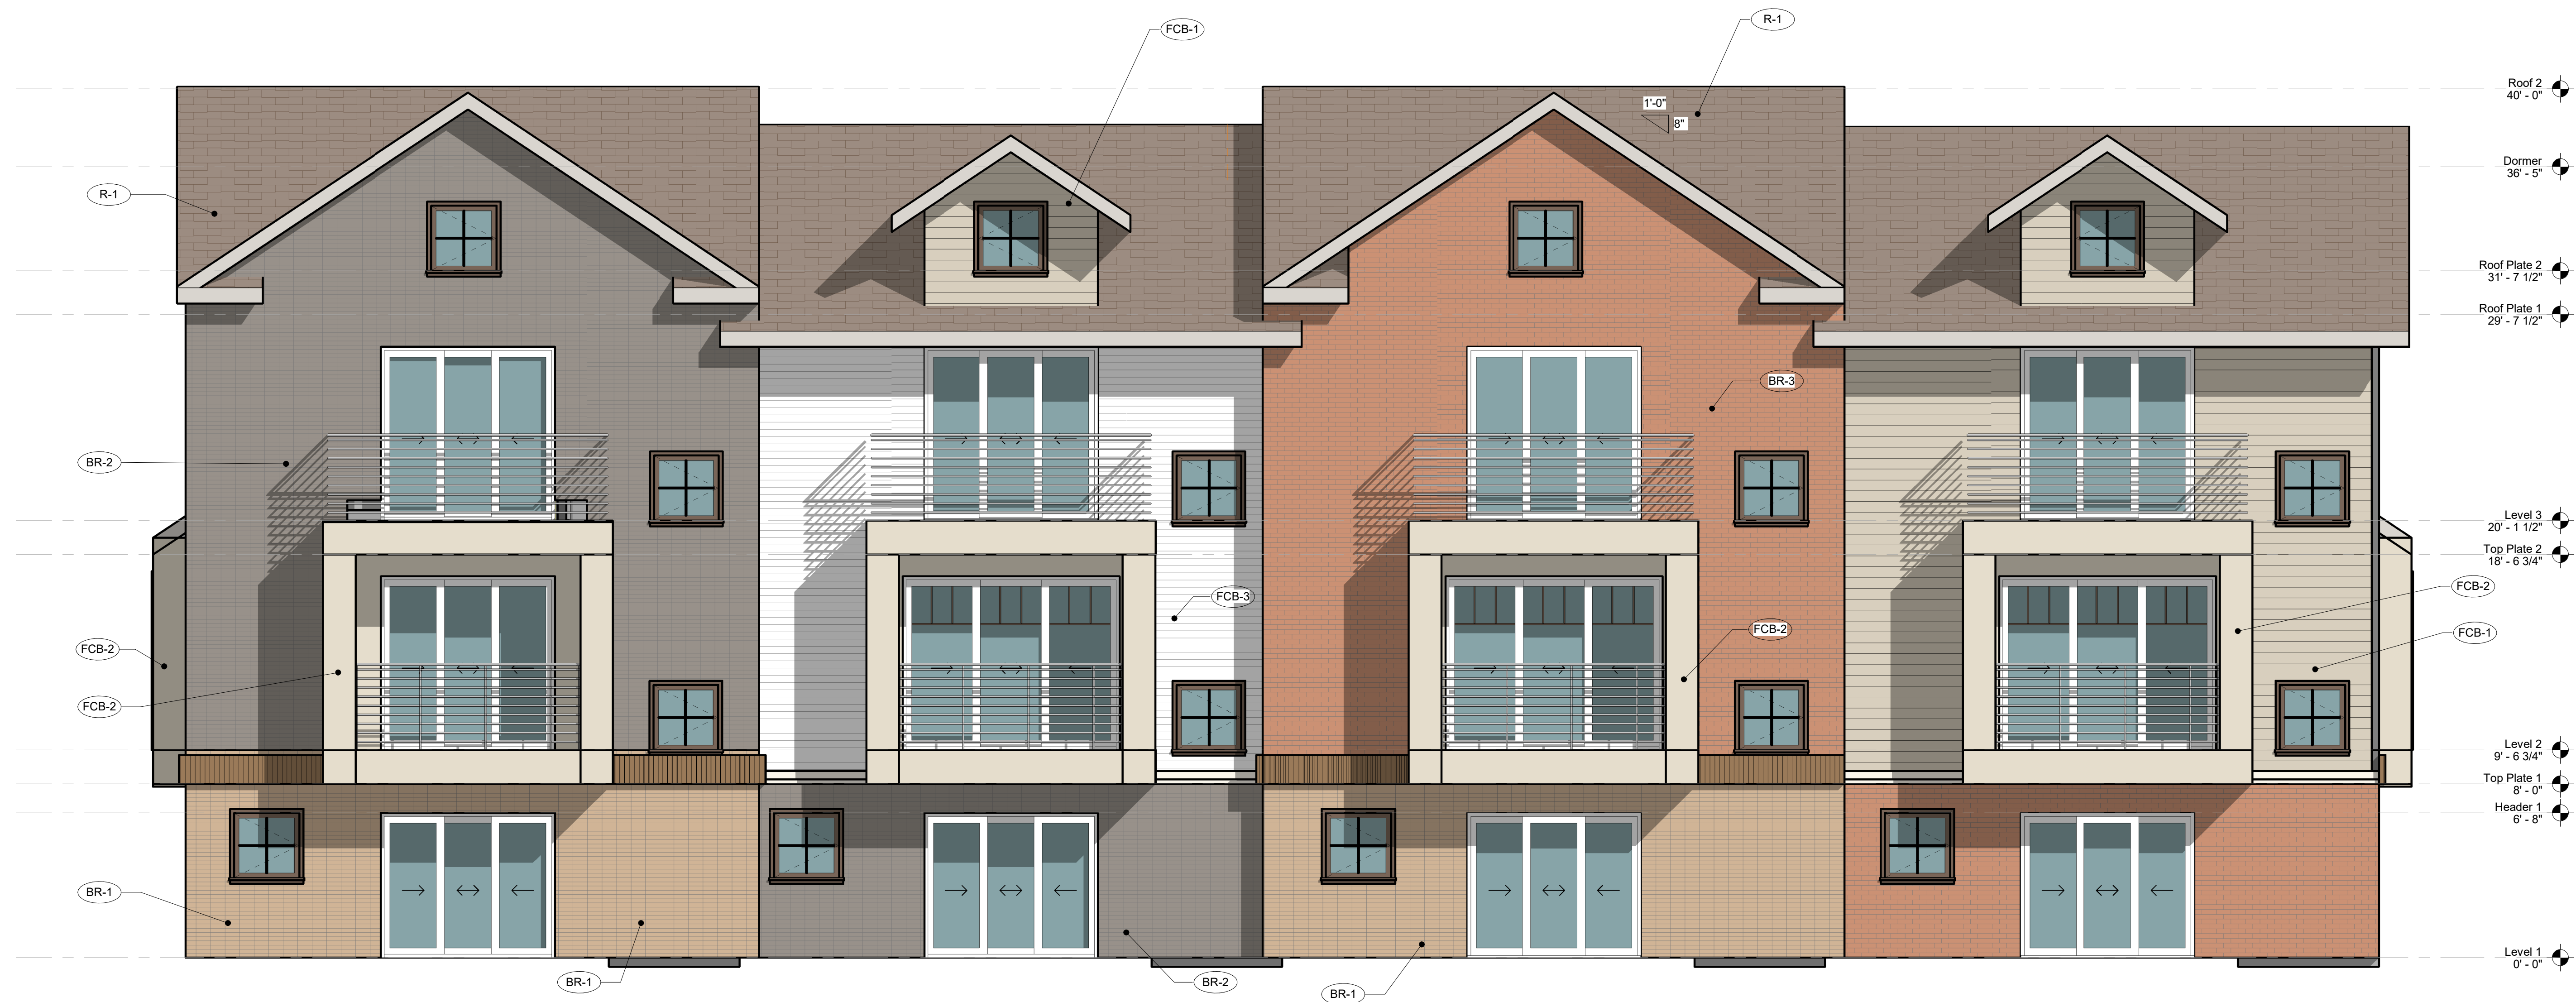 R-1
FCB-1
Roof 2
40' - 0"
1'-0"
8"
Dormer
36' - 5"
R-1
Roof Plate 2
31' - 7 1/2"
Roof Plate 1
29' - 7 1/2"
BR-3
BR-2
Level 3
20' - 1 1/2"
Top Plate 2
18' - 6 3/4"
FCB-2
FCB-3
FCB-2
FCB-1
FCB-2
FCB-2
Level 2
9' - 6 3/4"
Top Plate 1
8' - 0"
Header 1
6' - 8"
BR-1
Level 1
0' - 0"
BR-1
BR-2
BR-1